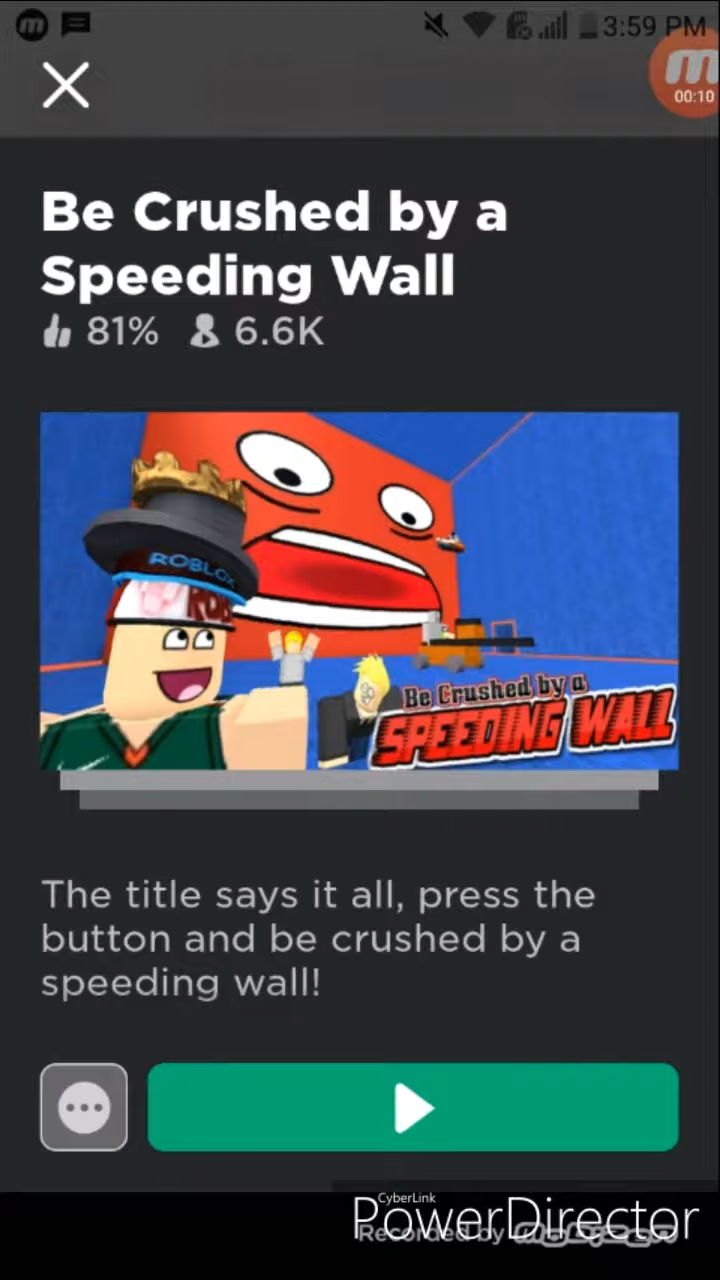 3:59 PM
00:10
Be Crushed by a
Speeding Wall
81% 6.6K
ROBLOX
Be Crushed by a
SPEEDING WALL
The title says it all, press the
button and be crushed by a
speeding wall!
CyberLink
PowerDirector
Recorded by